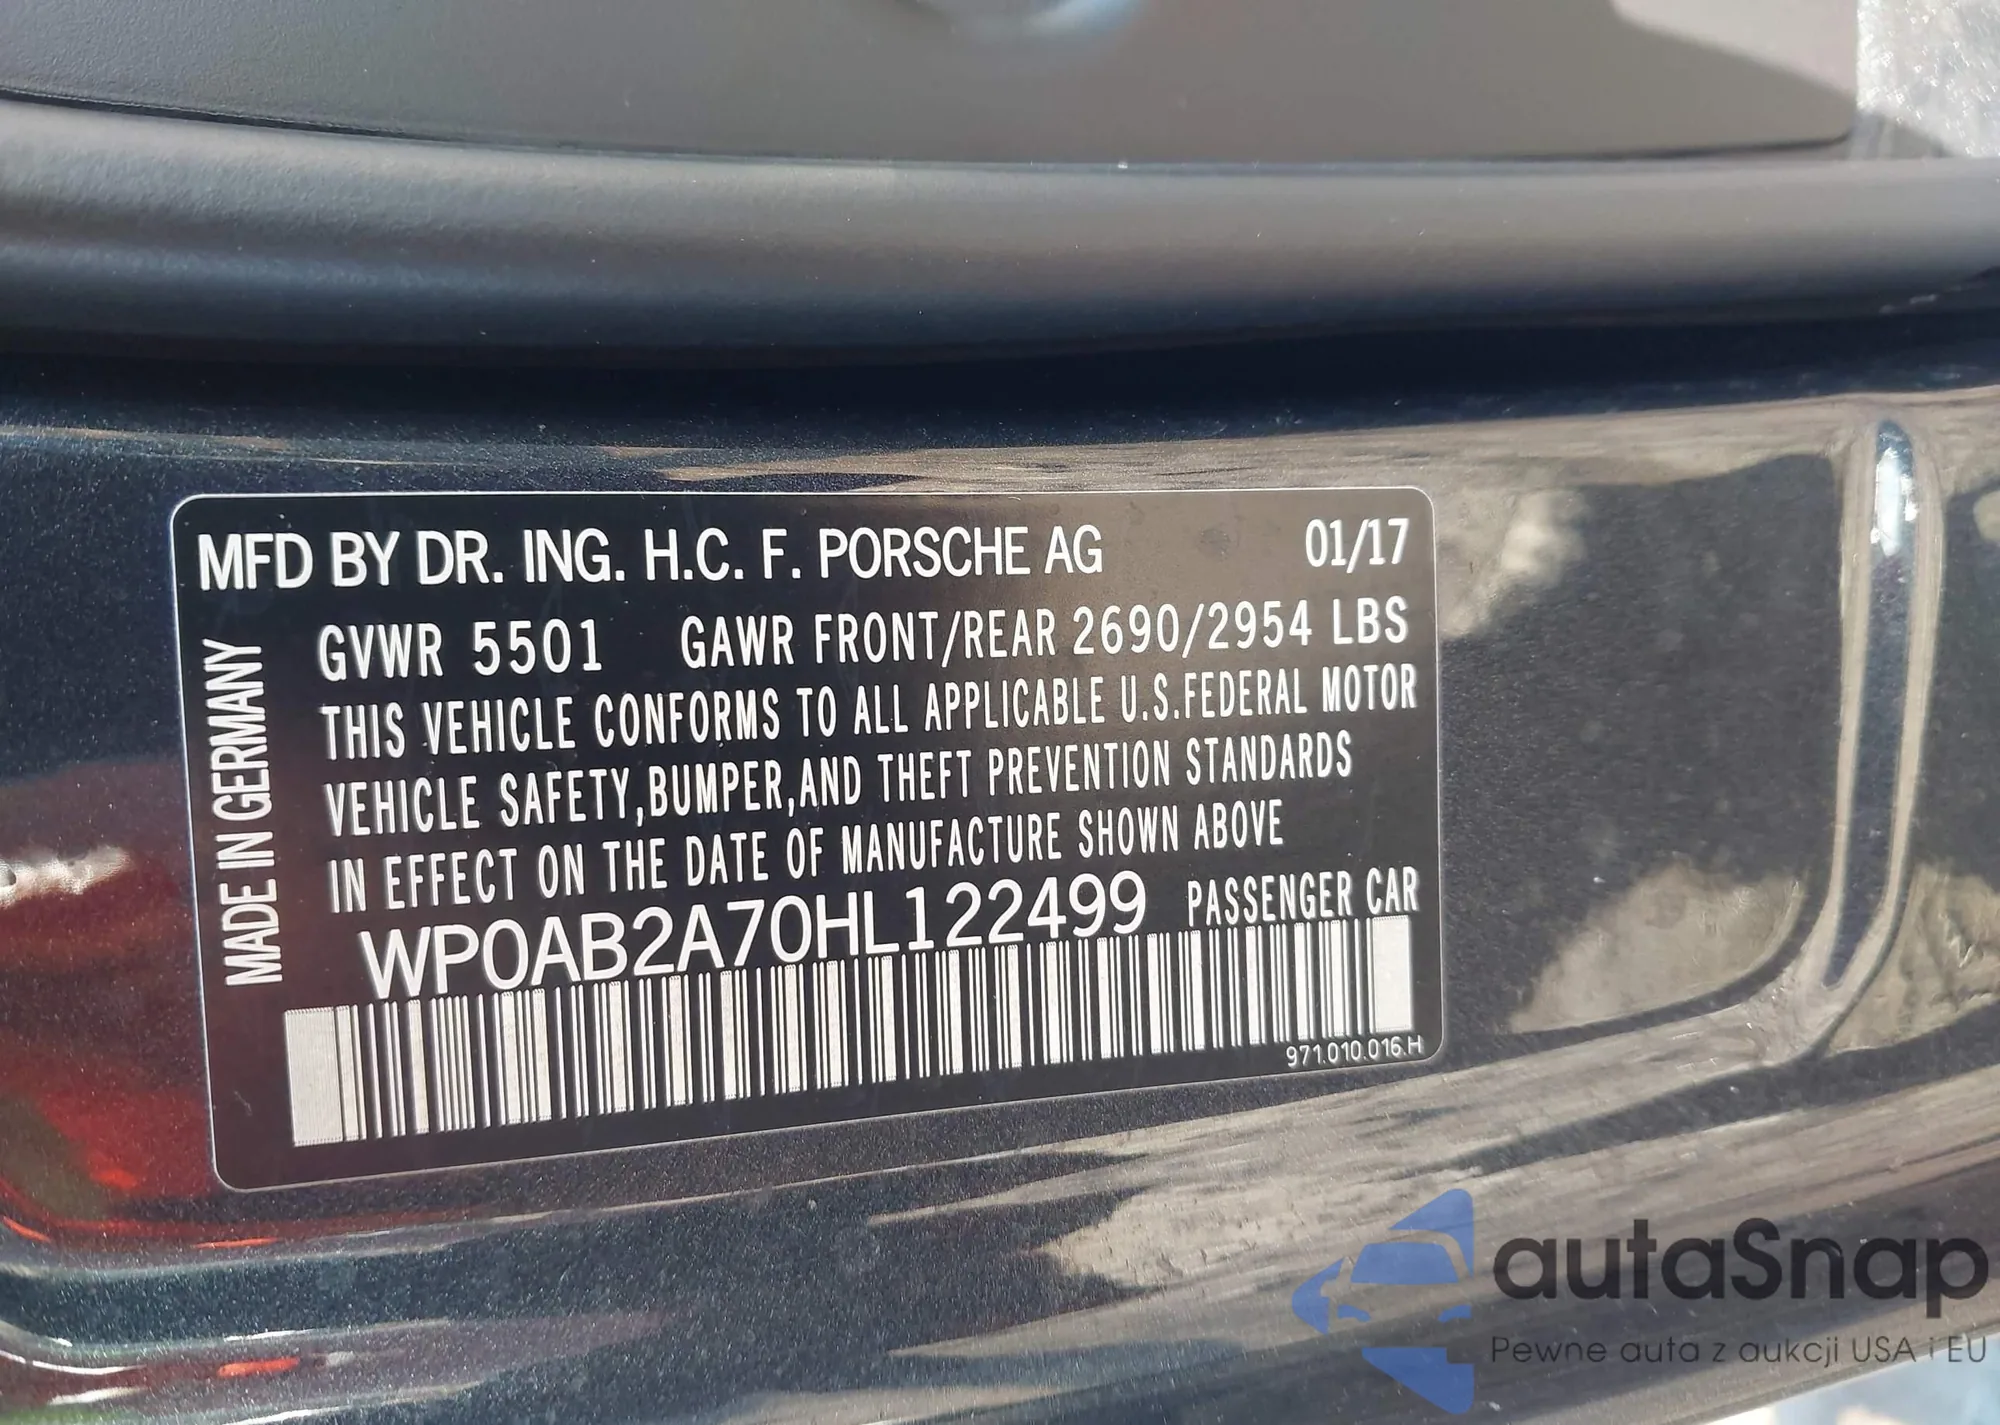 MFD BY DR. ING. H.C. F. PORSCHE AG 01/17
GVWR 5501 GAWR FRONT/REAR 2690/2954 LBS
THIS VEHICLE CONFORMS TO ALL APPLICABLE U.S.FEDERAL MOTOR
VEHICLE SAFETY,BUMPER,AND THEFT PREVENTION STANDARDS
IN EFFECT ON THE DATE OF MANUFACTURE SHOWN ABOVE
WP0AB2A70HL122499 PASSENGER CAR
971.010.016.H
MADE IN GERMANY
autaSnap
Pewne auta z aukcji USA i EU